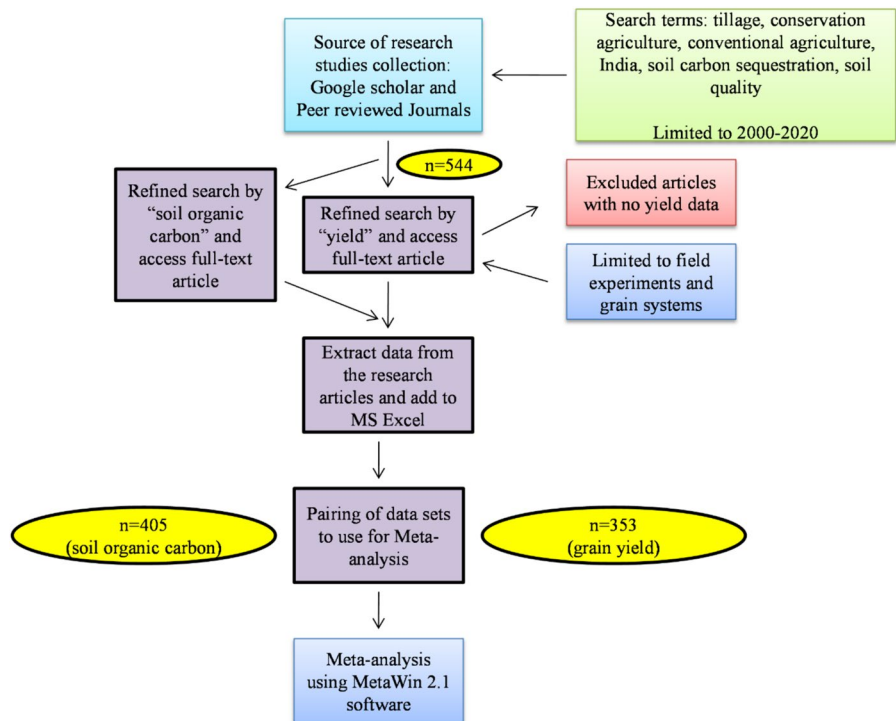 Source of research
studies collection:
Google scholar and
Peer reviewed Journals
Search terms: tillage, conservation
agriculture, conventional agriculture,
India, soil carbon sequestration, soil
quality
Limited to 2000-2020
n=544
Refined search by
“soil organic
carbon” and
access full-text
article
Refined search by
“yield” and access
full-text article
Excluded articles
with no yield data
Limited to field
experiments and
grain systems
Extract data from
the research
articles and add to
MS Excel
n=405
(soil organic carbon)
Pairing of data sets
to use for Meta-
analysis
n=353
(grain yield)
Meta-analysis
using MetaWin 2.1
software